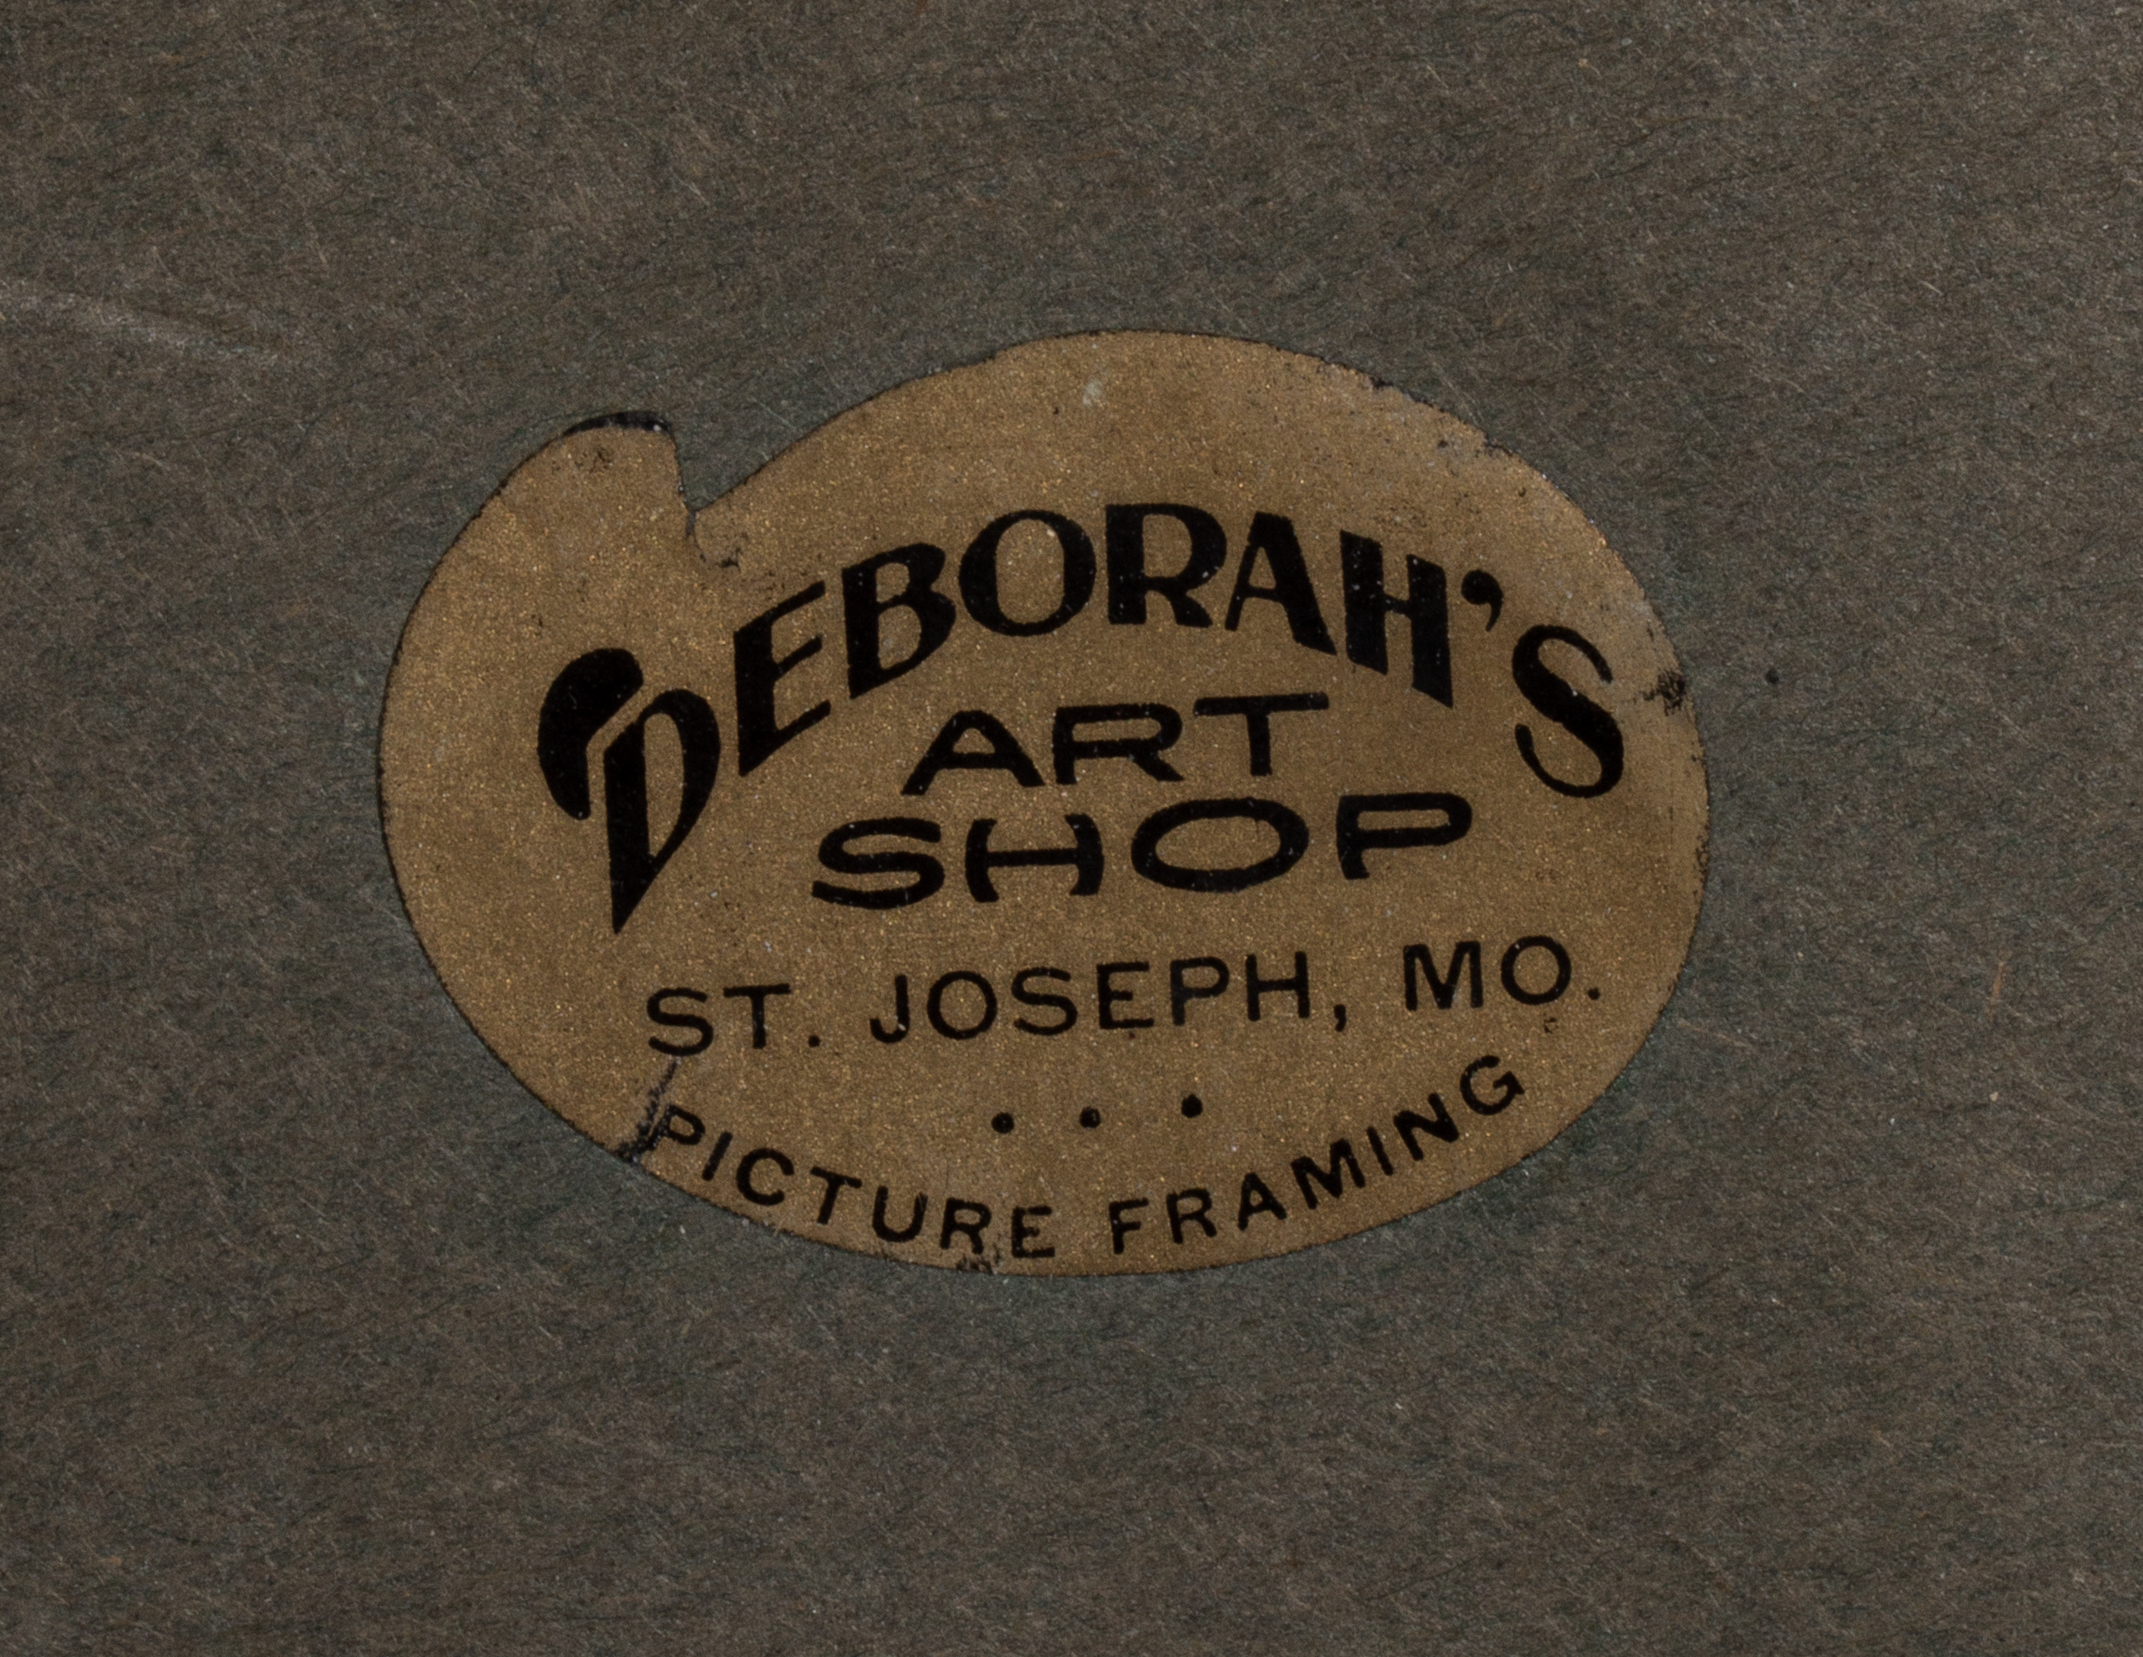 DEBORAH'S
ART
SHOP
ST. JOSEPH, MO.
. . .
PICTURE FRAMING